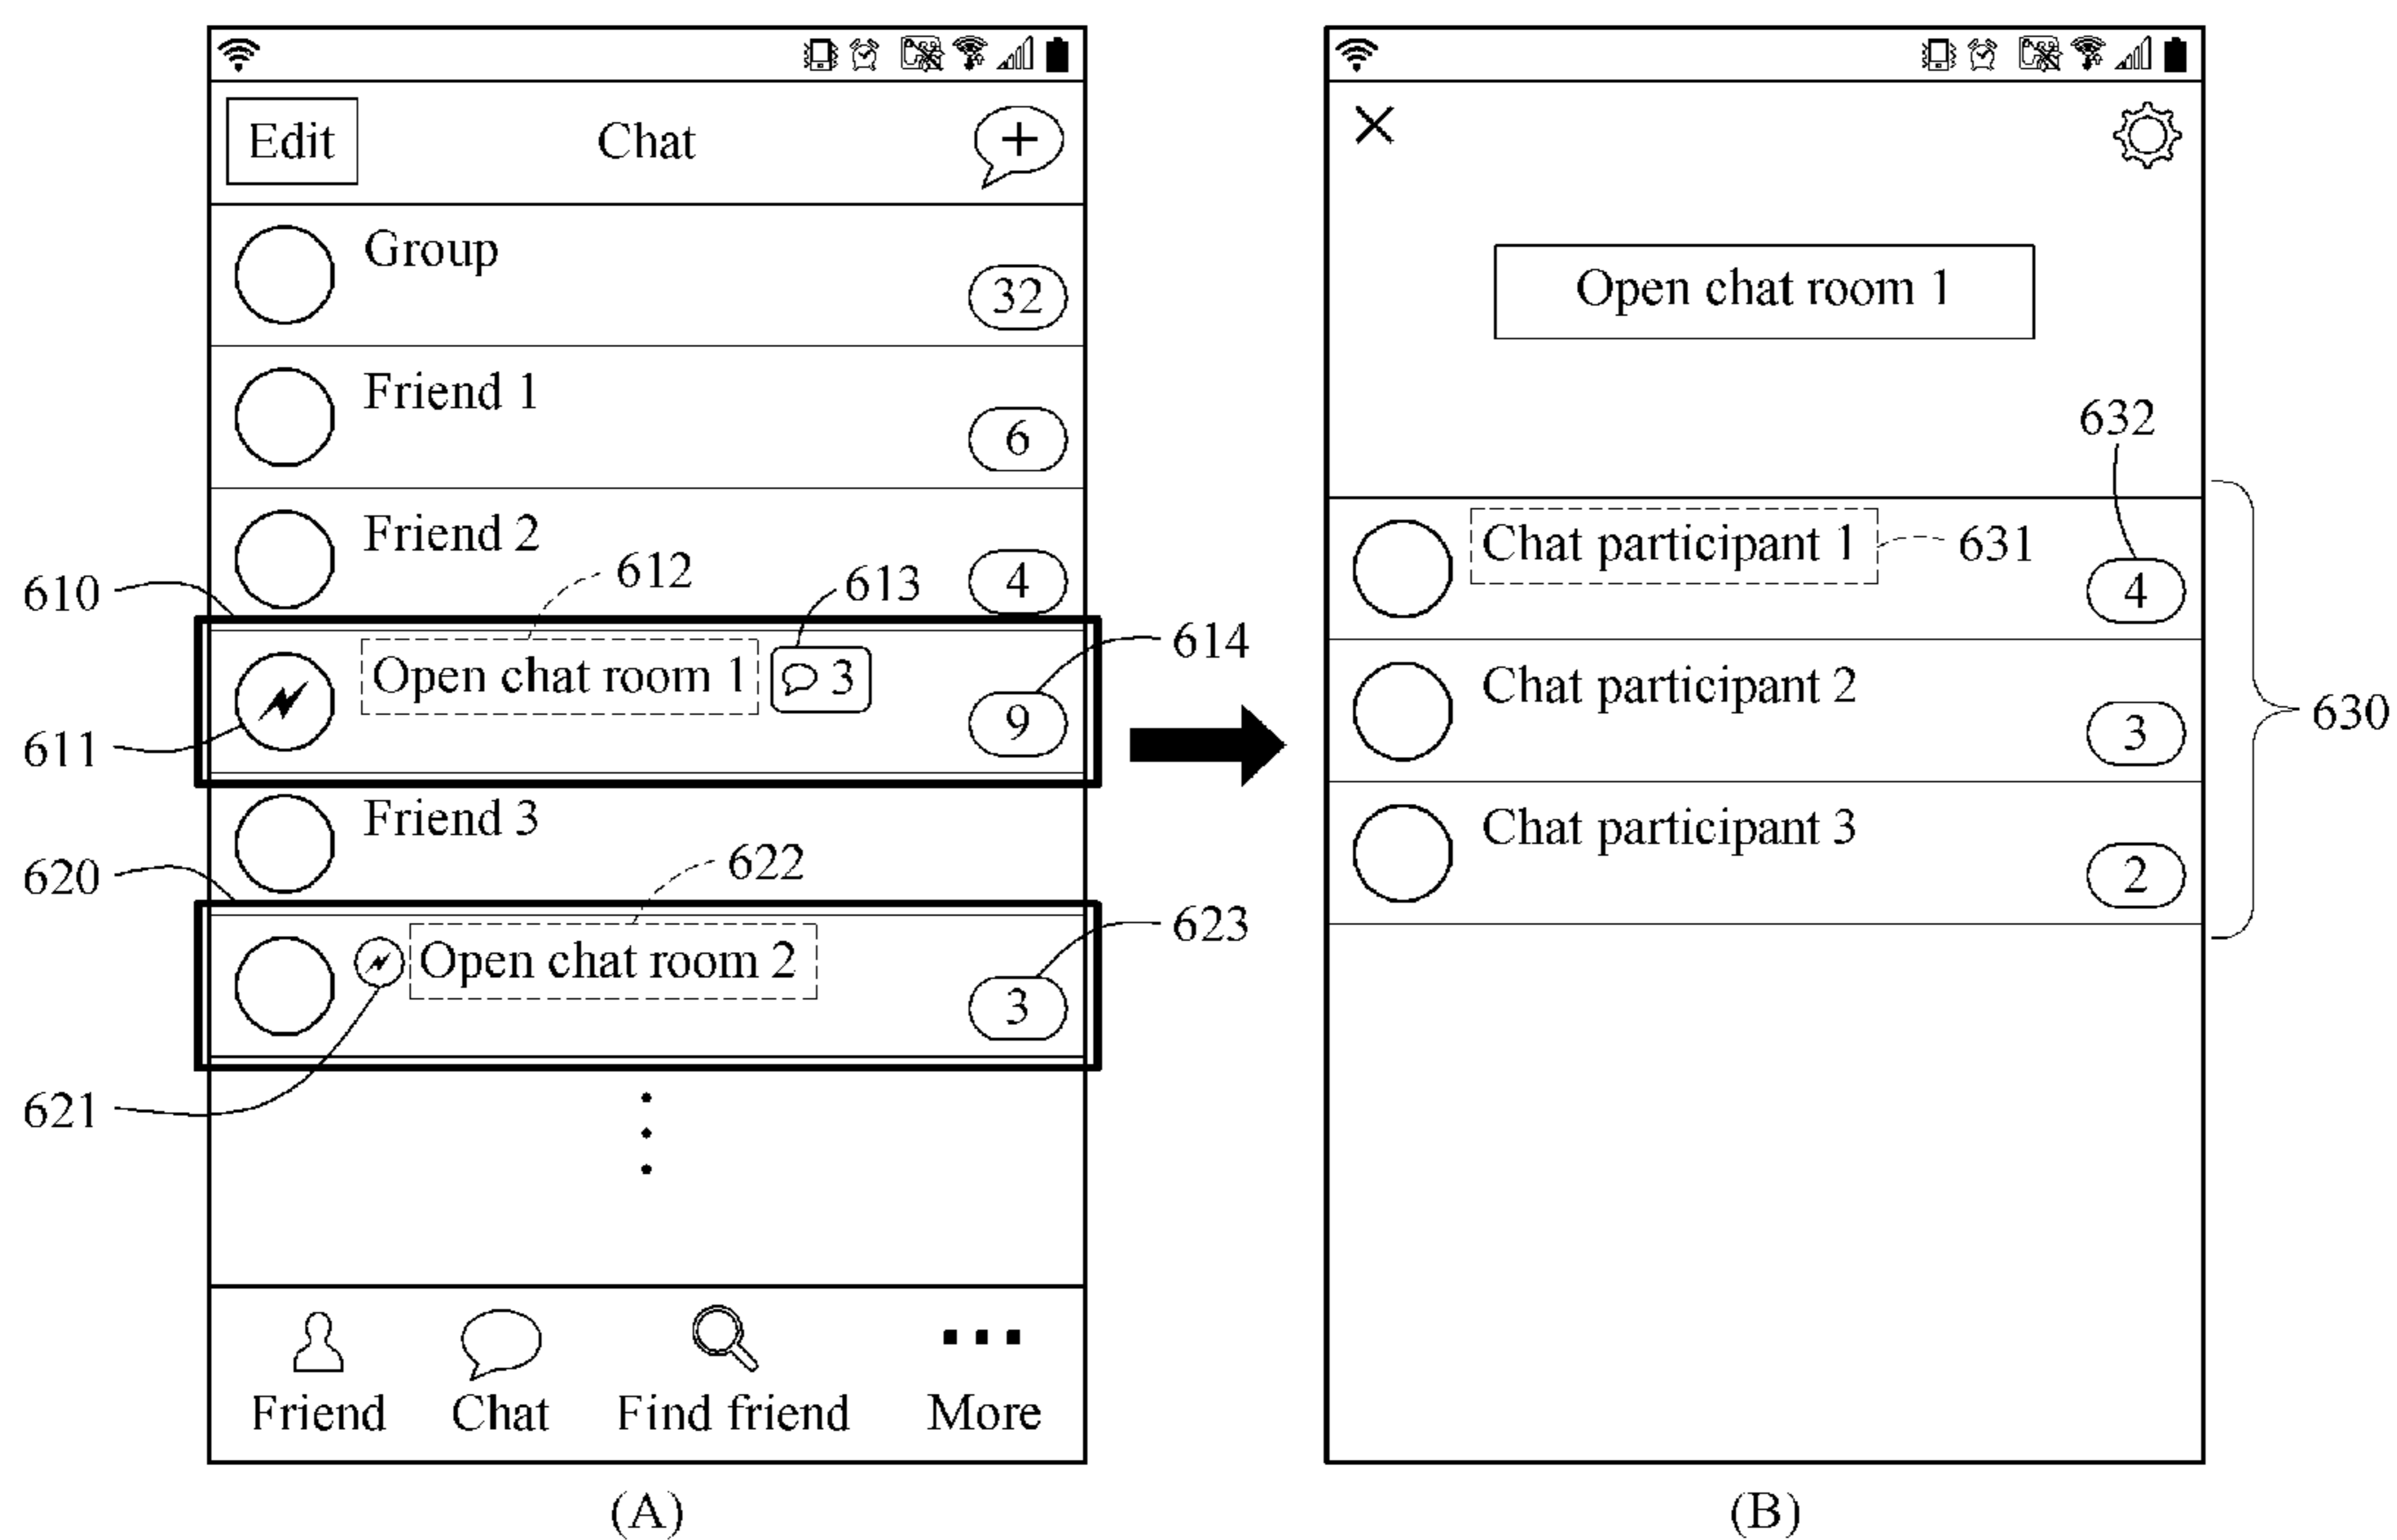 Edit
Chat
+
Group
32
Friend 1
6
Friend 2
4
610
612
613
614
Open chat room 1
3
9
611
Friend 3
620
622
623
Open chat room 2
3
621
Friend
Chat
Find friend
More
(A)
Open chat room 1
632
Chat participant 1
631
4
Chat participant 2
3
630
Chat participant 3
2
(B)